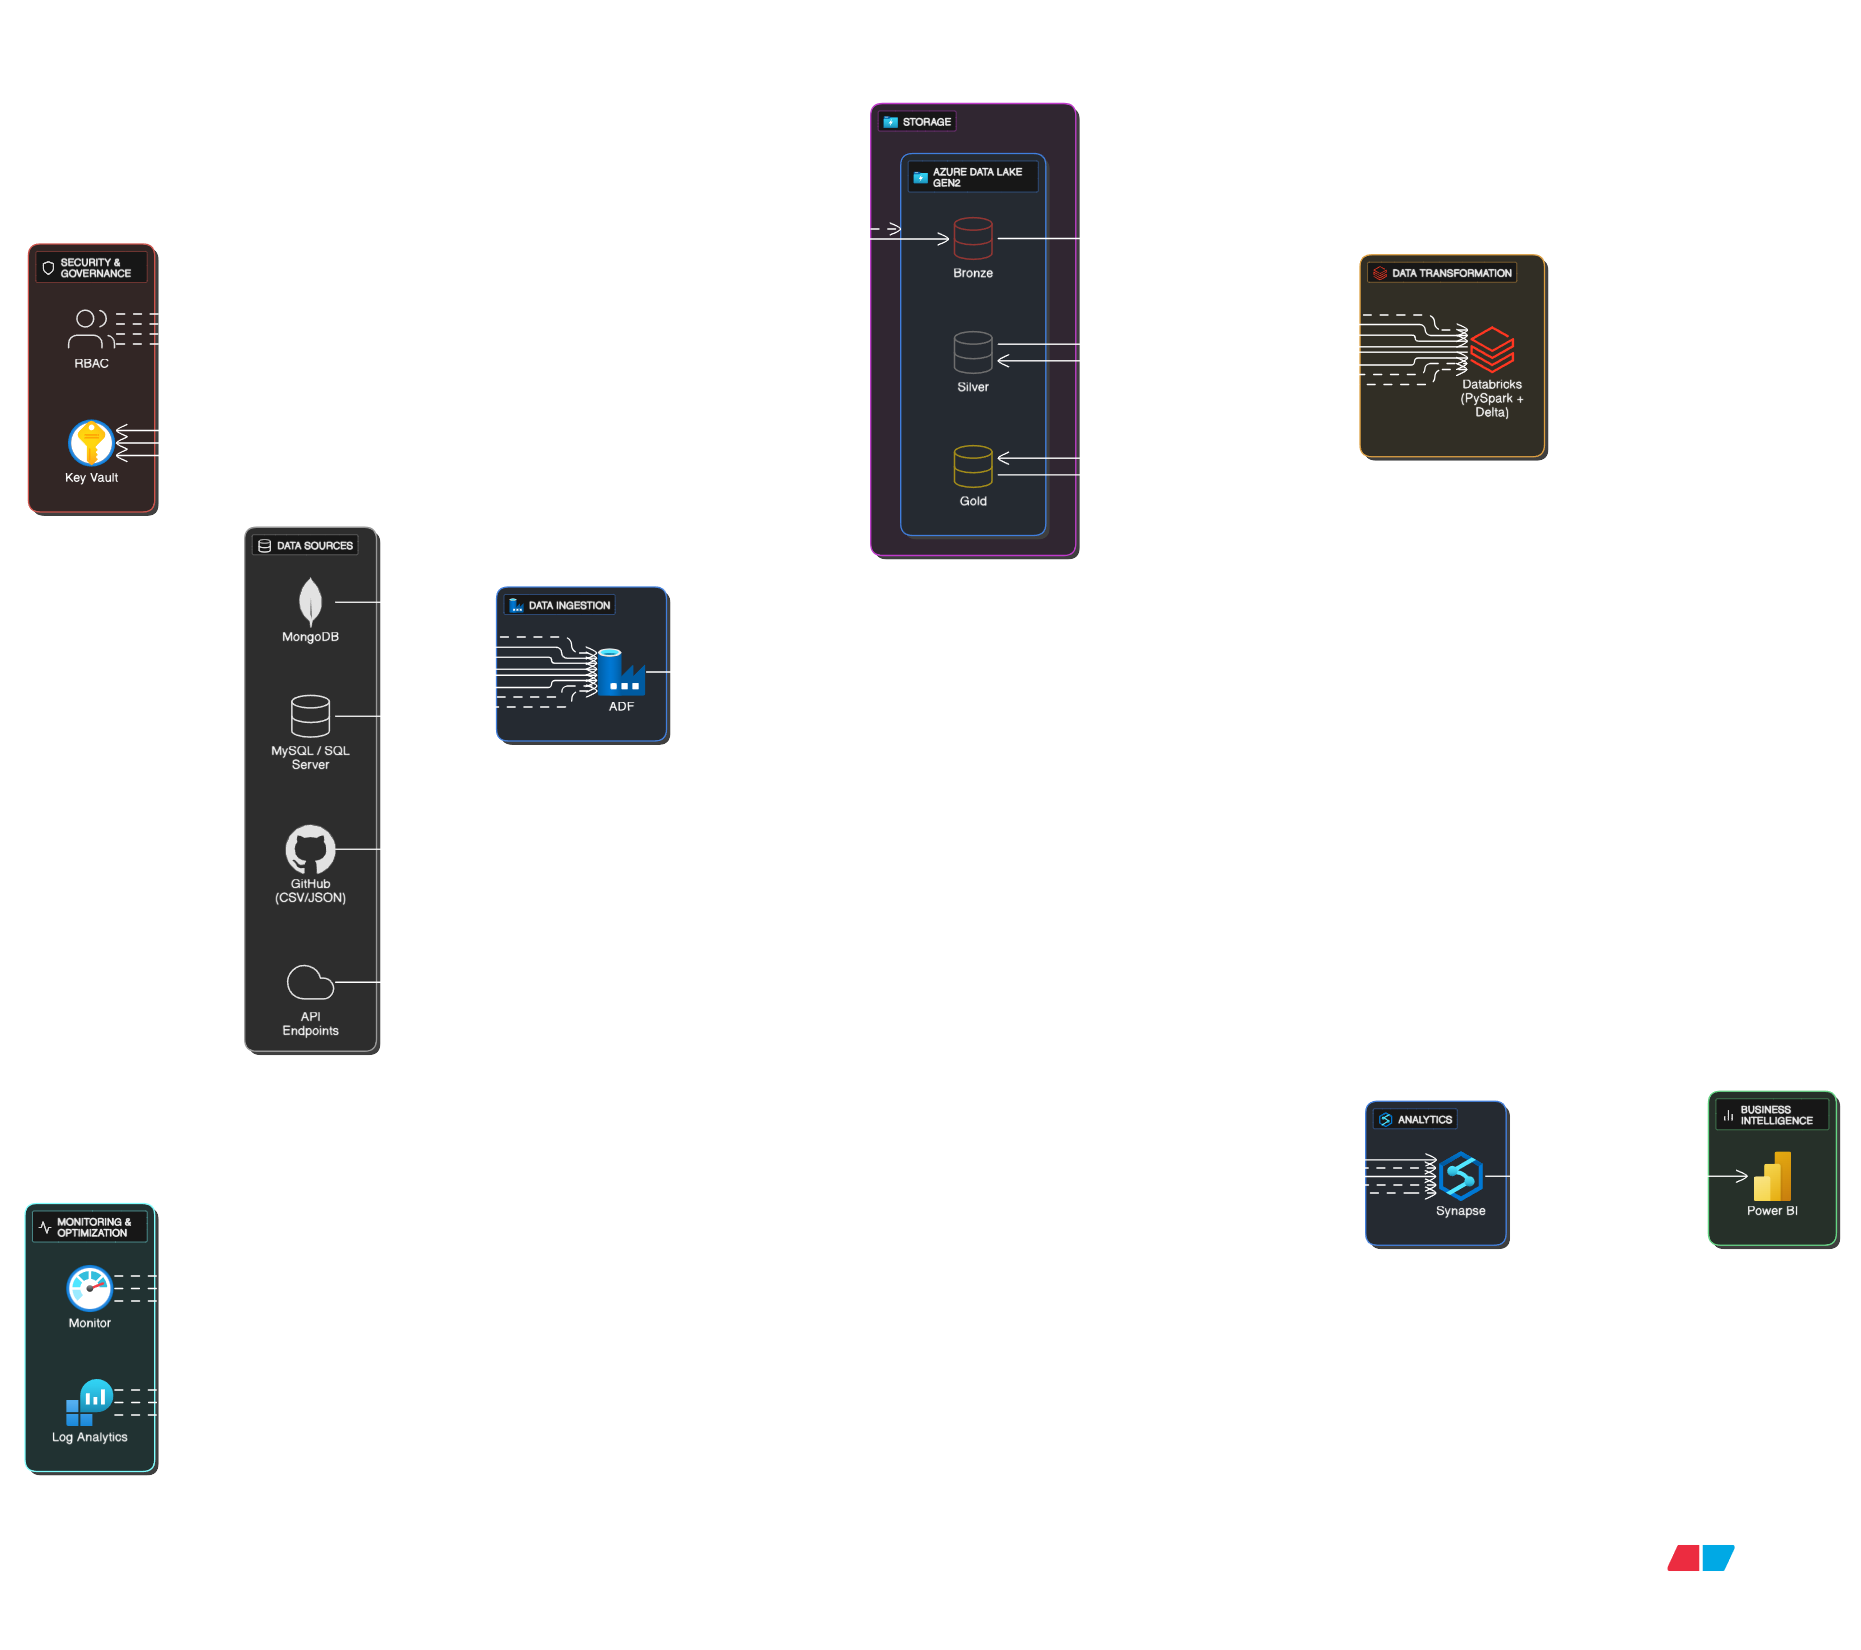 STORAGE
AZURE DATA LAKE
GEN2
Bronze
Silver
Gold
SECURITY &
GOVERNANCE
RBAC
Key Vault
DATA TRANSFORMATION
Databricks
(PySpark +
Delta)
DATA SOURCES
MongoDB
MySQL / SQL
Server
GitHub
(CSV/JSON)
API
Endpoints
DATA INGESTION
ADF
ANALYTICS
Synapse
BUSINESS
INTELLIGENCE
Power BI
MONITORING &
OPTIMIZATION
Monitor
Log Analytics